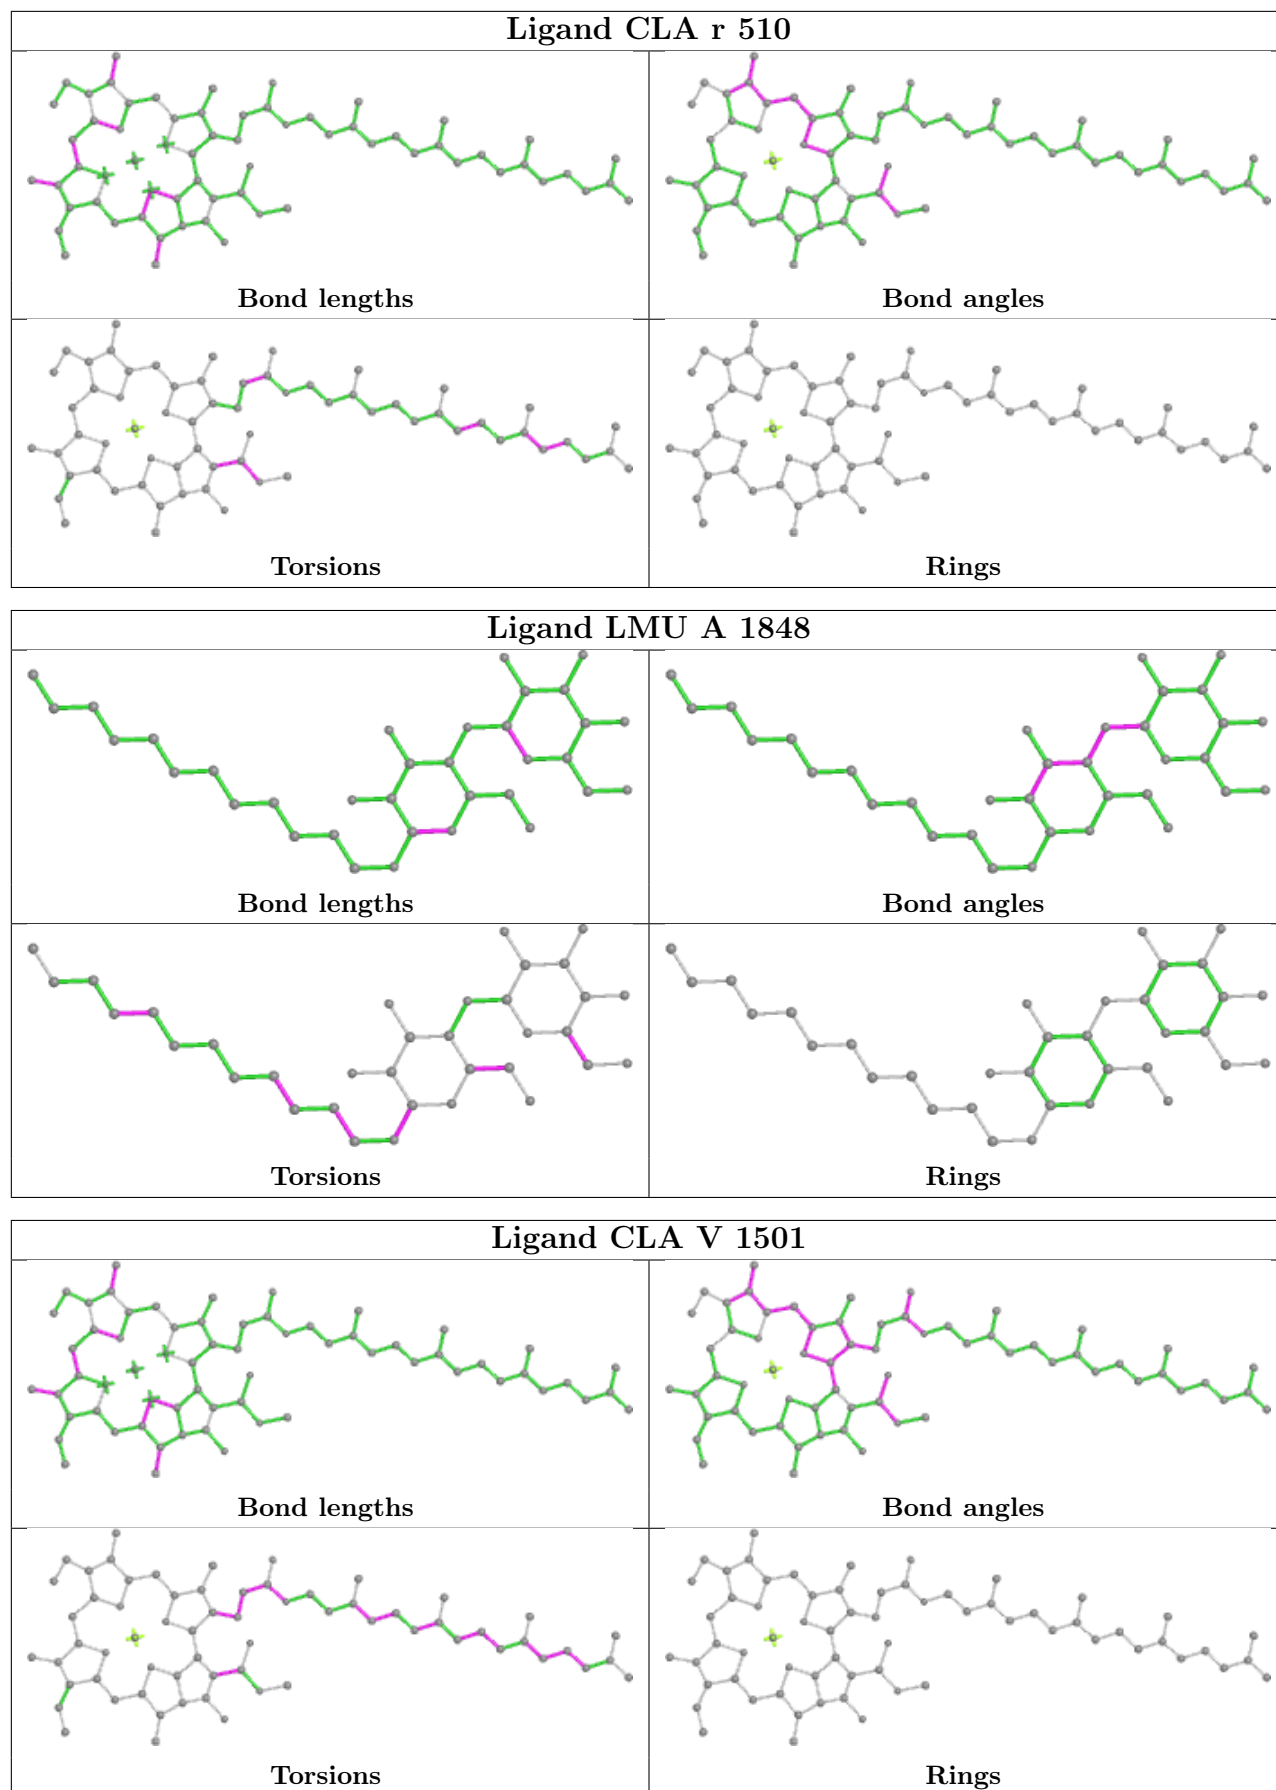 Ligand CLA r 510
Bond lengths
Bond angles
Torsions
Rings
Ligand LMU A 1848
Bond lengths
Bond angles
Torsions
Rings
Ligand CLA V 1501
Bond lengths
Bond angles
Torsions
Rings